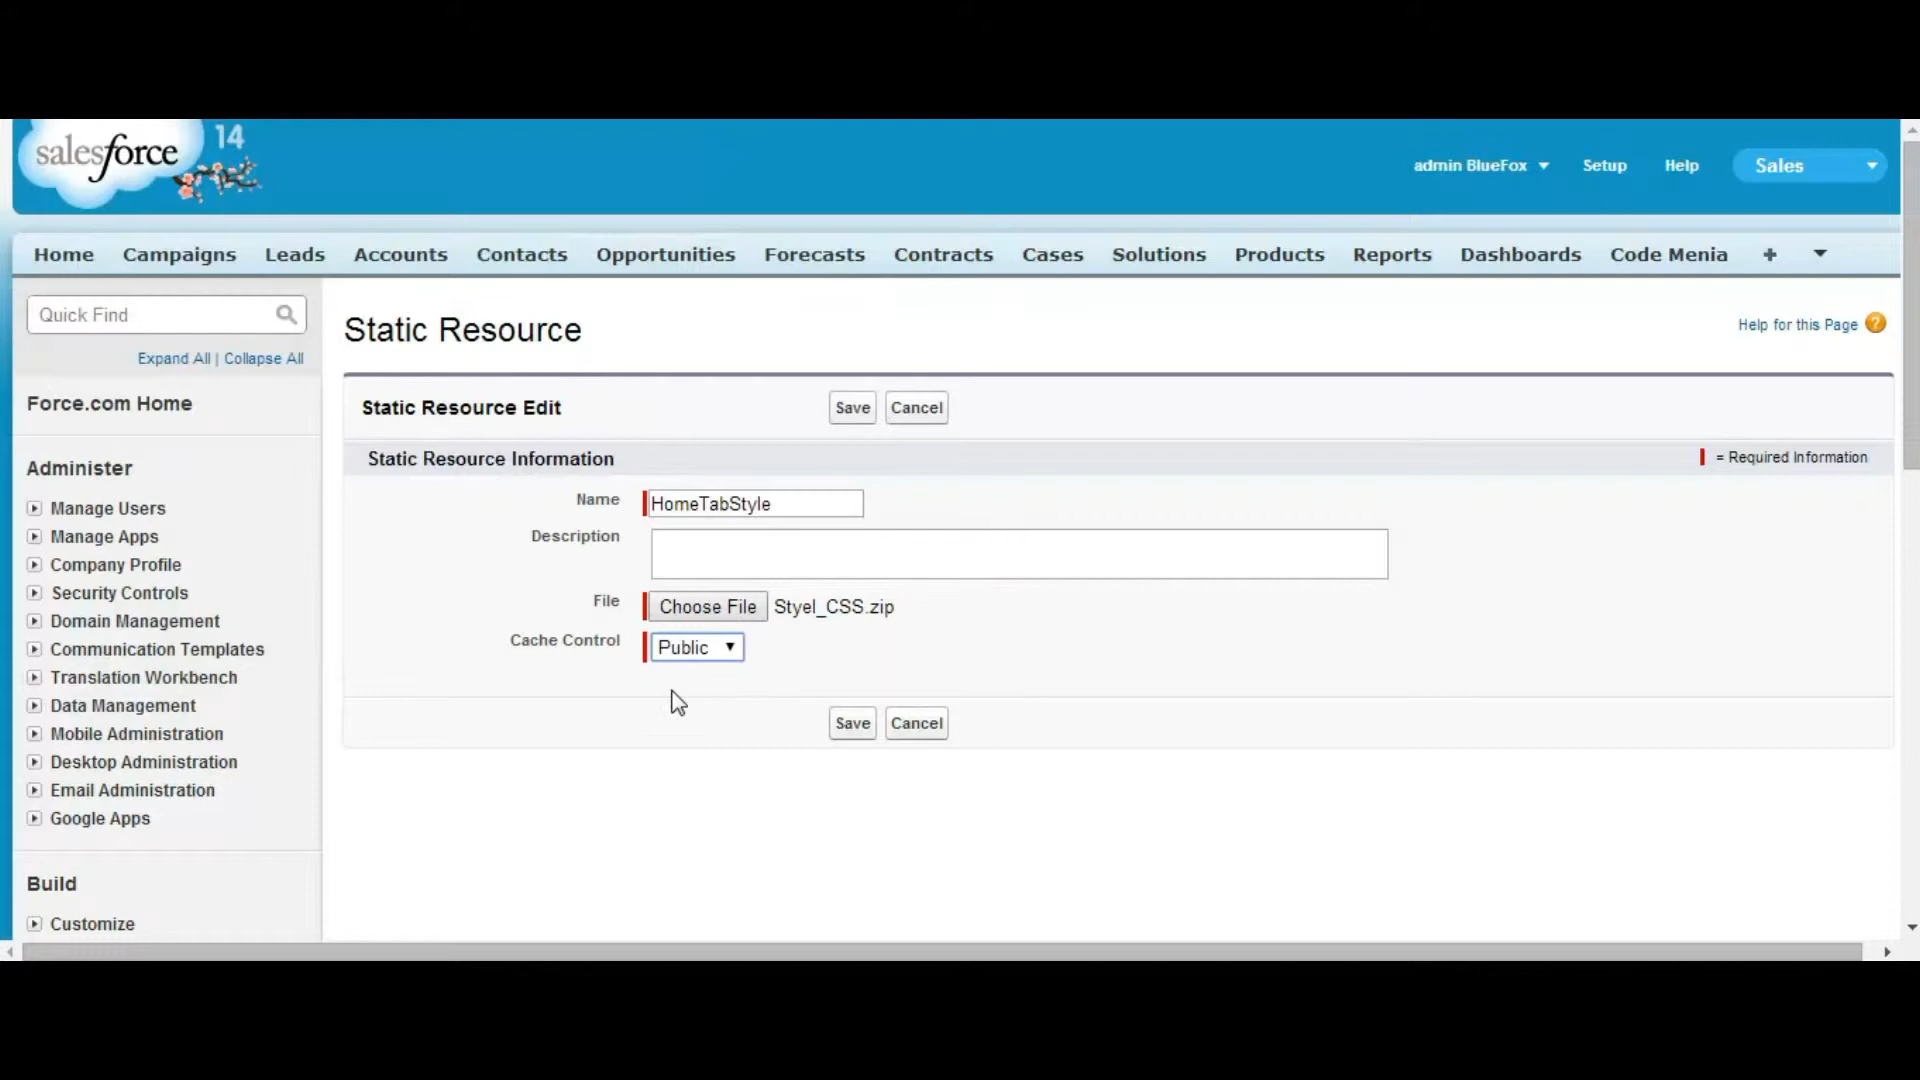 salesforce 14
admin BlueFox Setup Help Sales
Home Campaigns Leads Accounts Contacts Opportunities Forecasts Contracts Cases Solutions Products Reports Dashboards Code Menia +
Quick Find
Expand All | Collapse All
Force.com Home
Administer
Manage Users
Manage Apps
Company Profile
Security Controls
Domain Management
Communication Templates
Translation Workbench
Data Management
Mobile Administration
Desktop Administration
Email Administration
Google Apps
Build
Customize
Static Resource
Help for this Page ?
Static Resource Edit Save Cancel
Static Resource Information = Required Information
Name HomeTabStyle
Description
File Choose File Styel_CSS.zip
Cache Control Public
Save Cancel